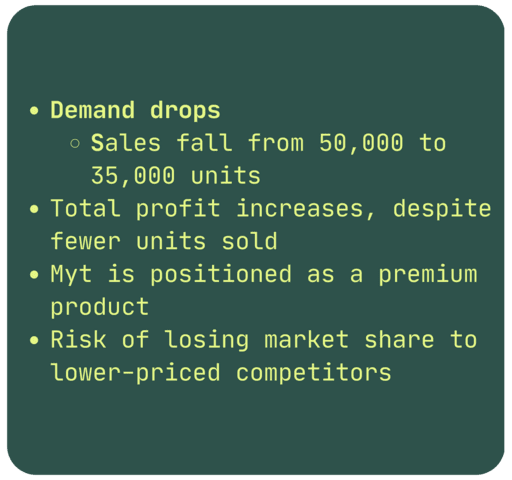 • Demand drops
◦ Sales fall from 50,000 to
35,000 units
• Total profit increases, despite
fewer units sold
• Myt is positioned as a premium
product
• Risk of losing market share to
lower-priced competitors